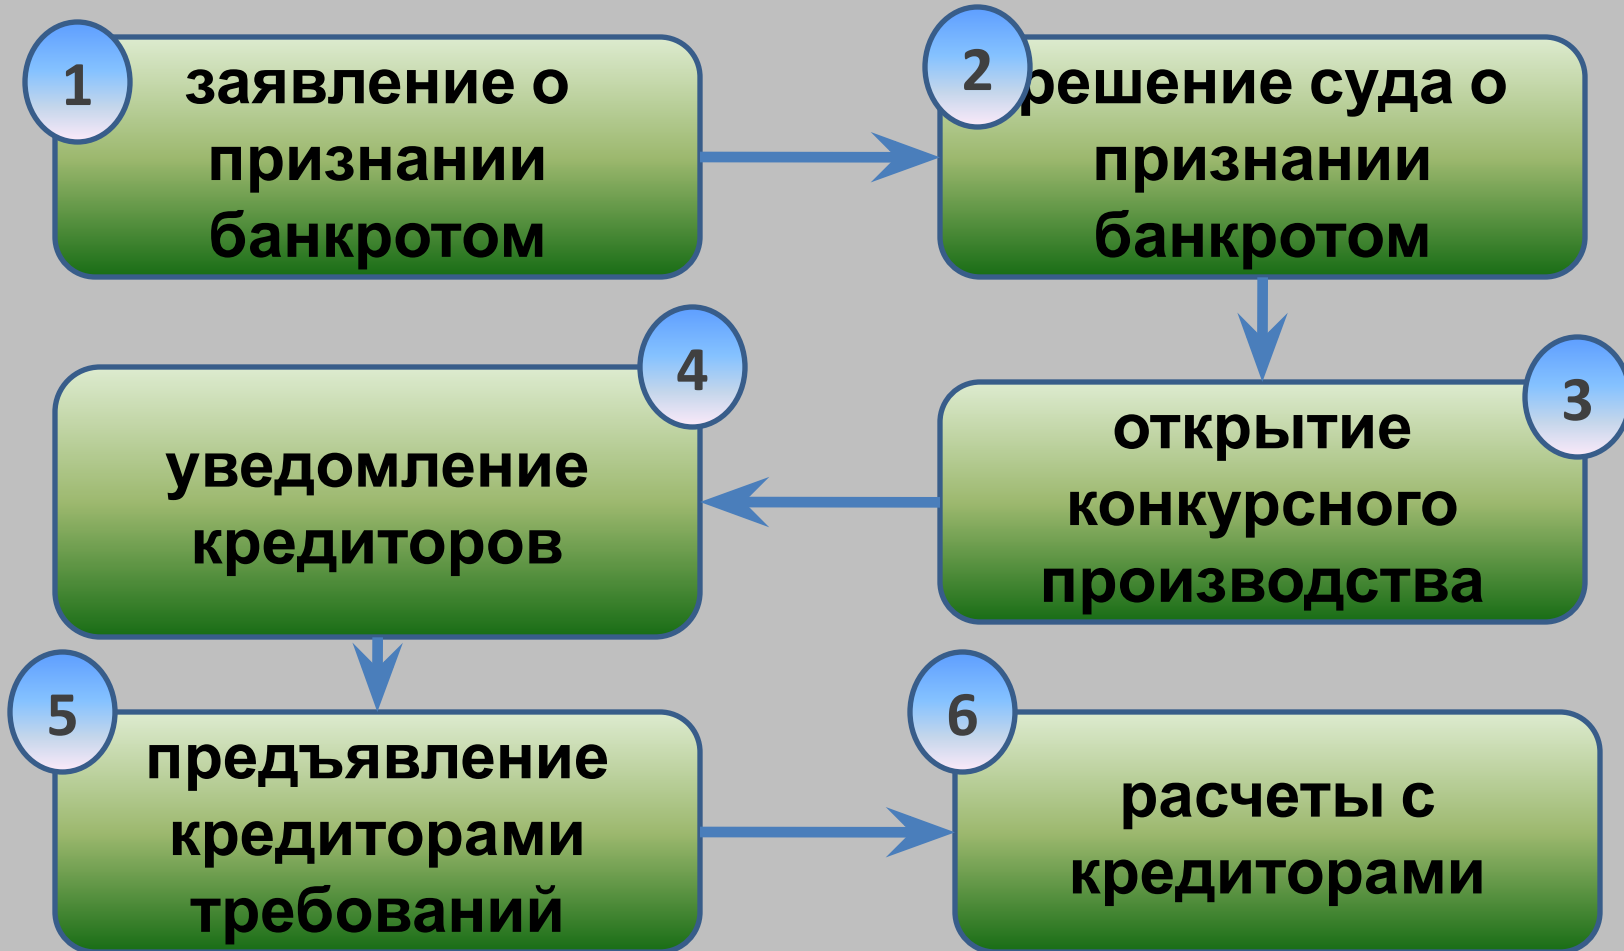 1
заявление о
признании
банкротом
2
решение суда о
признании
банкротом
3
открытие
конкурсного
производства
4
уведомление
кредиторов
5
предъявление
кредиторами
требований
6
расчеты с
кредиторами